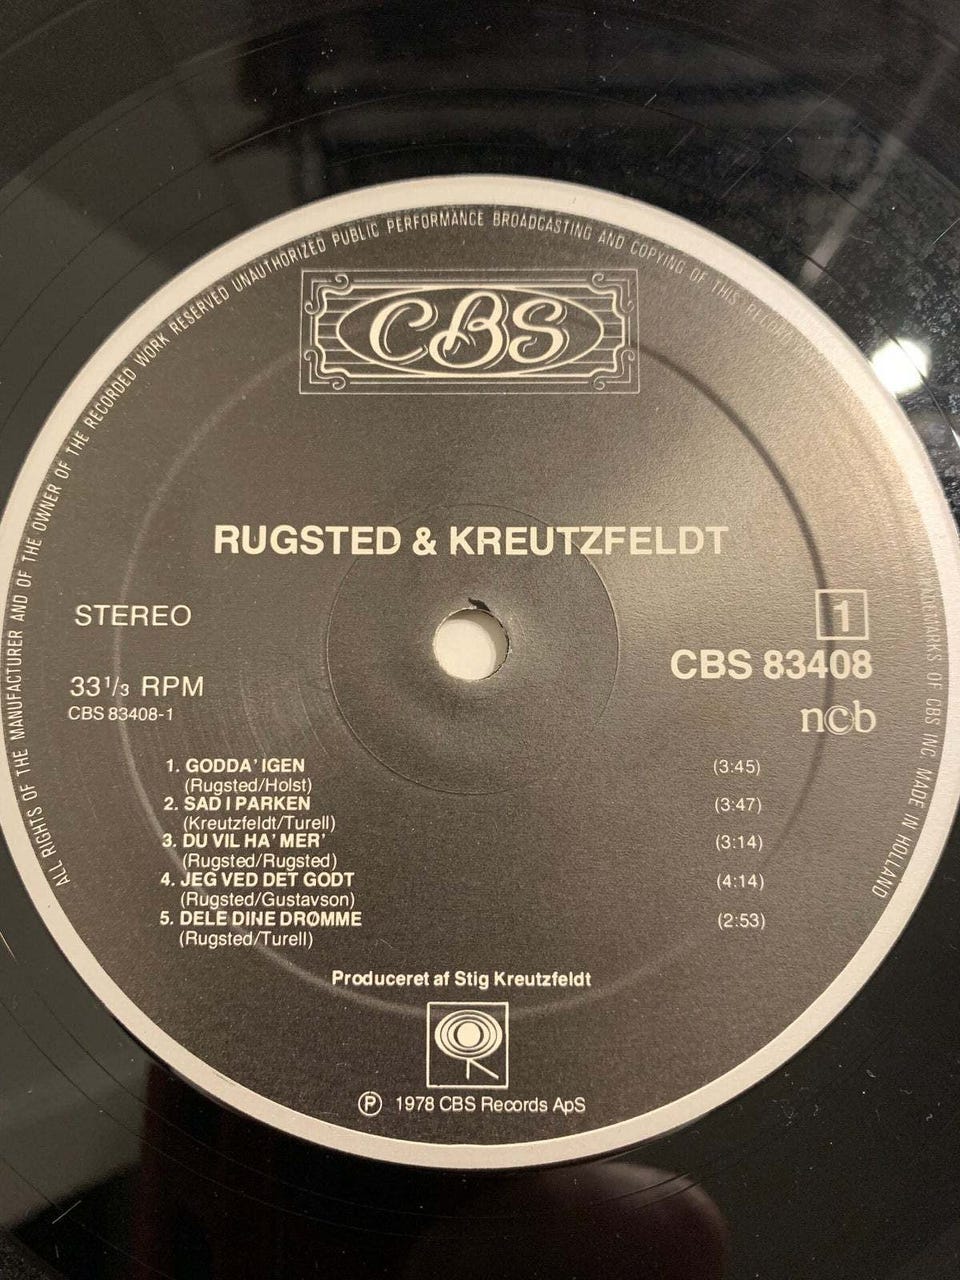 ALL RIGHTS OF THE MANUFACTURER AND OF THE OWNER OF THE RECORDED WORK RESERVED UNAUTHORIZED PUBLIC PERFORMANCE BROADCASTING AND COPYING OF THIS RECORD
TRADEMARKS OF CBS INC. MADE IN HOLLAND
CBS
RUGSTED & KREUTZFELDT
STEREO
1
33 1/3 RPM
CBS 83408
CBS 83408-1
ncb
1. GODDA' IGEN (3:45)
(Rugsted/Holst)
2. SAD I PARKEN (3:47)
(Kreutzfeldt/Turell)
3. DU VIL HA' MER' (3:14)
(Rugsted/Rugsted)
4. JEG VED DET GODT (4:14)
(Rugsted/Gustavson)
5. DELE DINE DRØMME (2:53)
(Rugsted/Turell)
Produceret af Stig Kreutzfeldt
Ⓟ 1978 CBS Records ApS